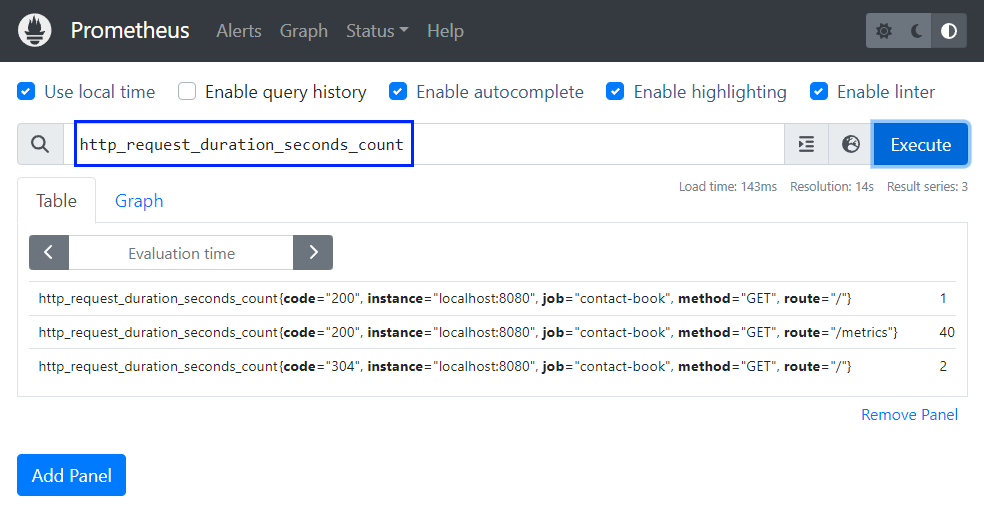 Prometheus Alerts Graph Status Help
Use local time Enable query history Enable autocomplete Enable highlighting Enable linter
http_request_duration_seconds_count Execute
Load time: 143ms Resolution: 14s Result series: 3
Table Graph
Evaluation time
http_request_duration_seconds_count{code="200", instance="localhost:8080", job="contact-book", method="GET", route="/"} 1
http_request_duration_seconds_count{code="200", instance="localhost:8080", job="contact-book", method="GET", route="/metrics"} 40
http_request_duration_seconds_count{code="304", instance="localhost:8080", job="contact-book", method="GET", route="/"} 2
Remove Panel
Add Panel